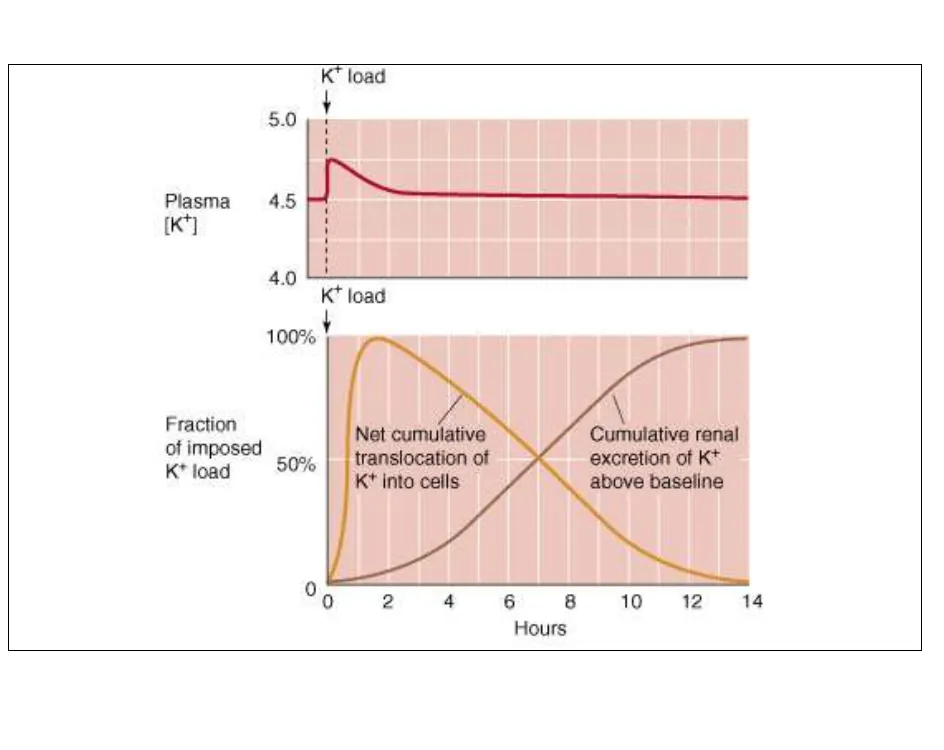 K+ load
5.0
Plasma
[K+]
4.5
4.0
K+ load
100%
Fraction
of imposed
K+ load
50%
Net cumulative
translocation of
K+ into cells
Cumulative renal
excretion of K+
above baseline
0
0 2 4 6 8 10 12 14
Hours